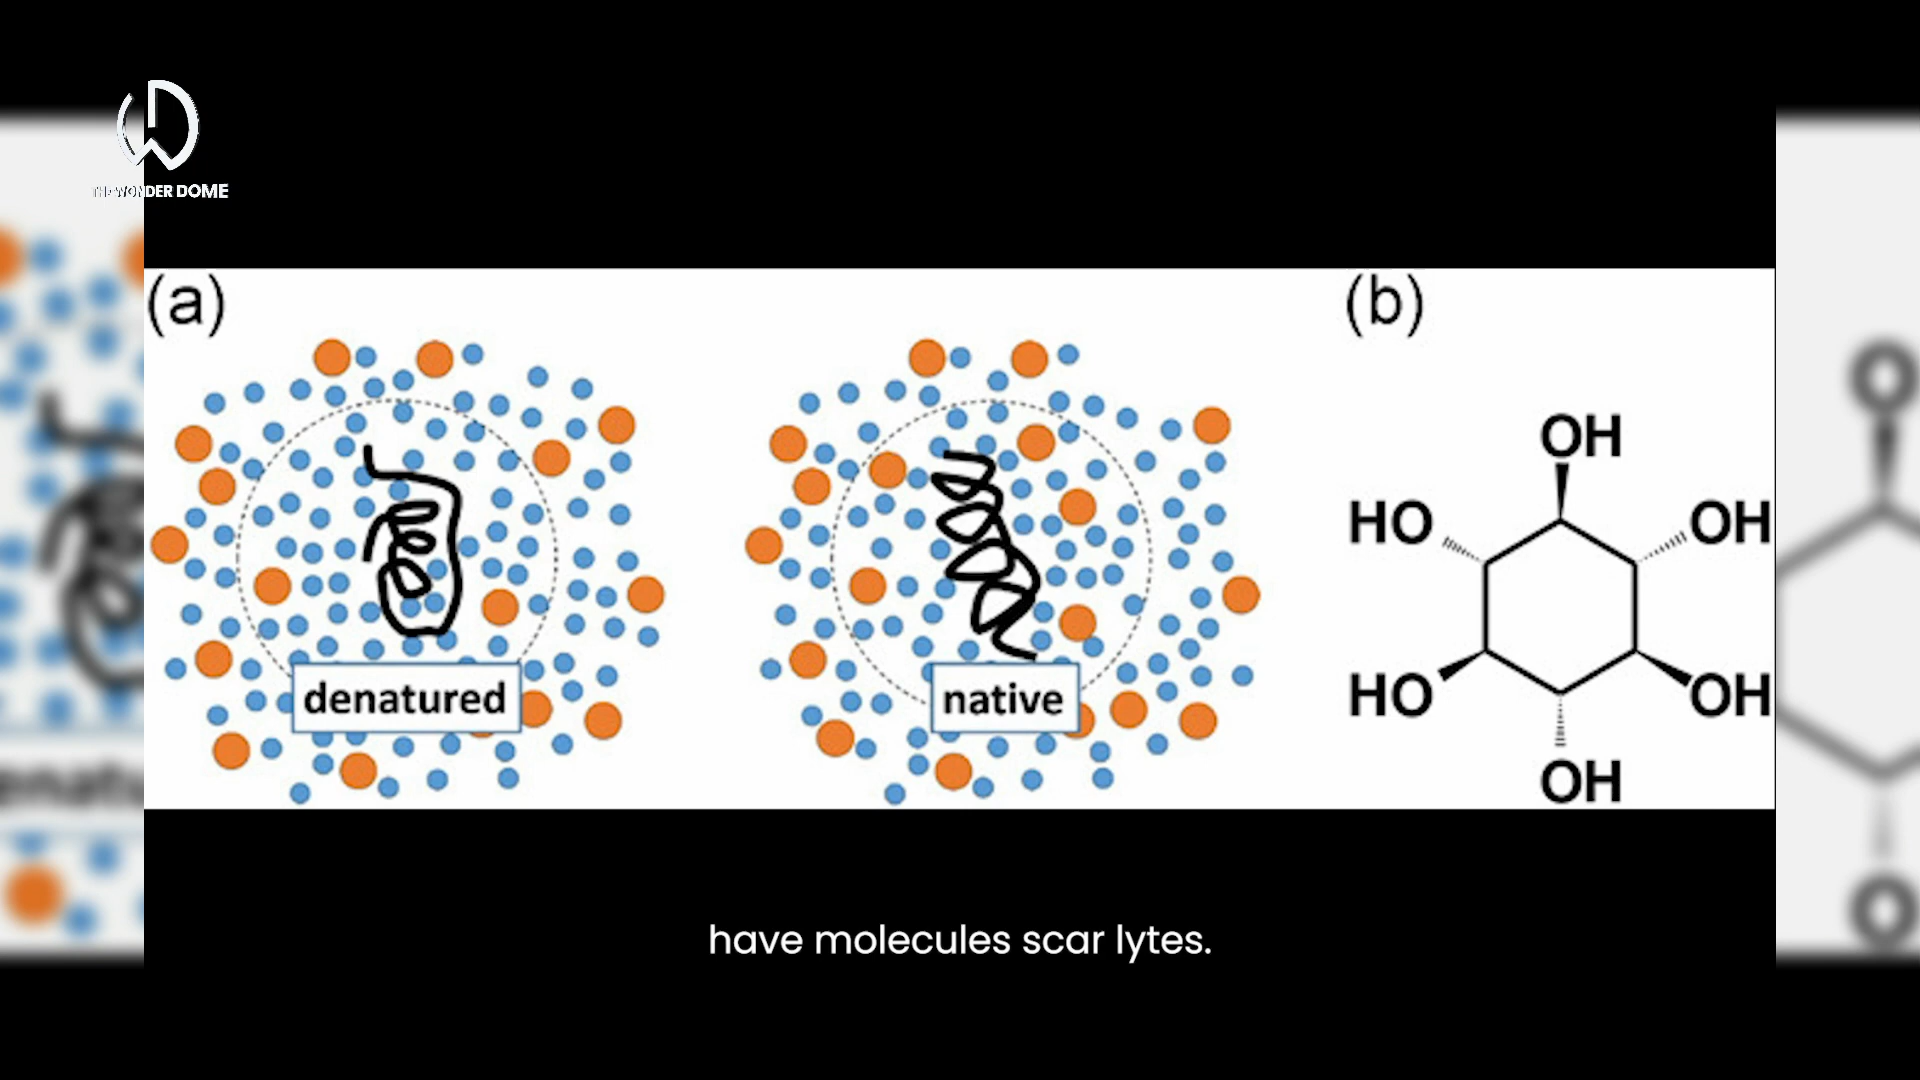 THE WONDER DOME
(a)
(b)
denatured
native
OH
HO
OH
HO
OH
OH
have molecules scar lytes.